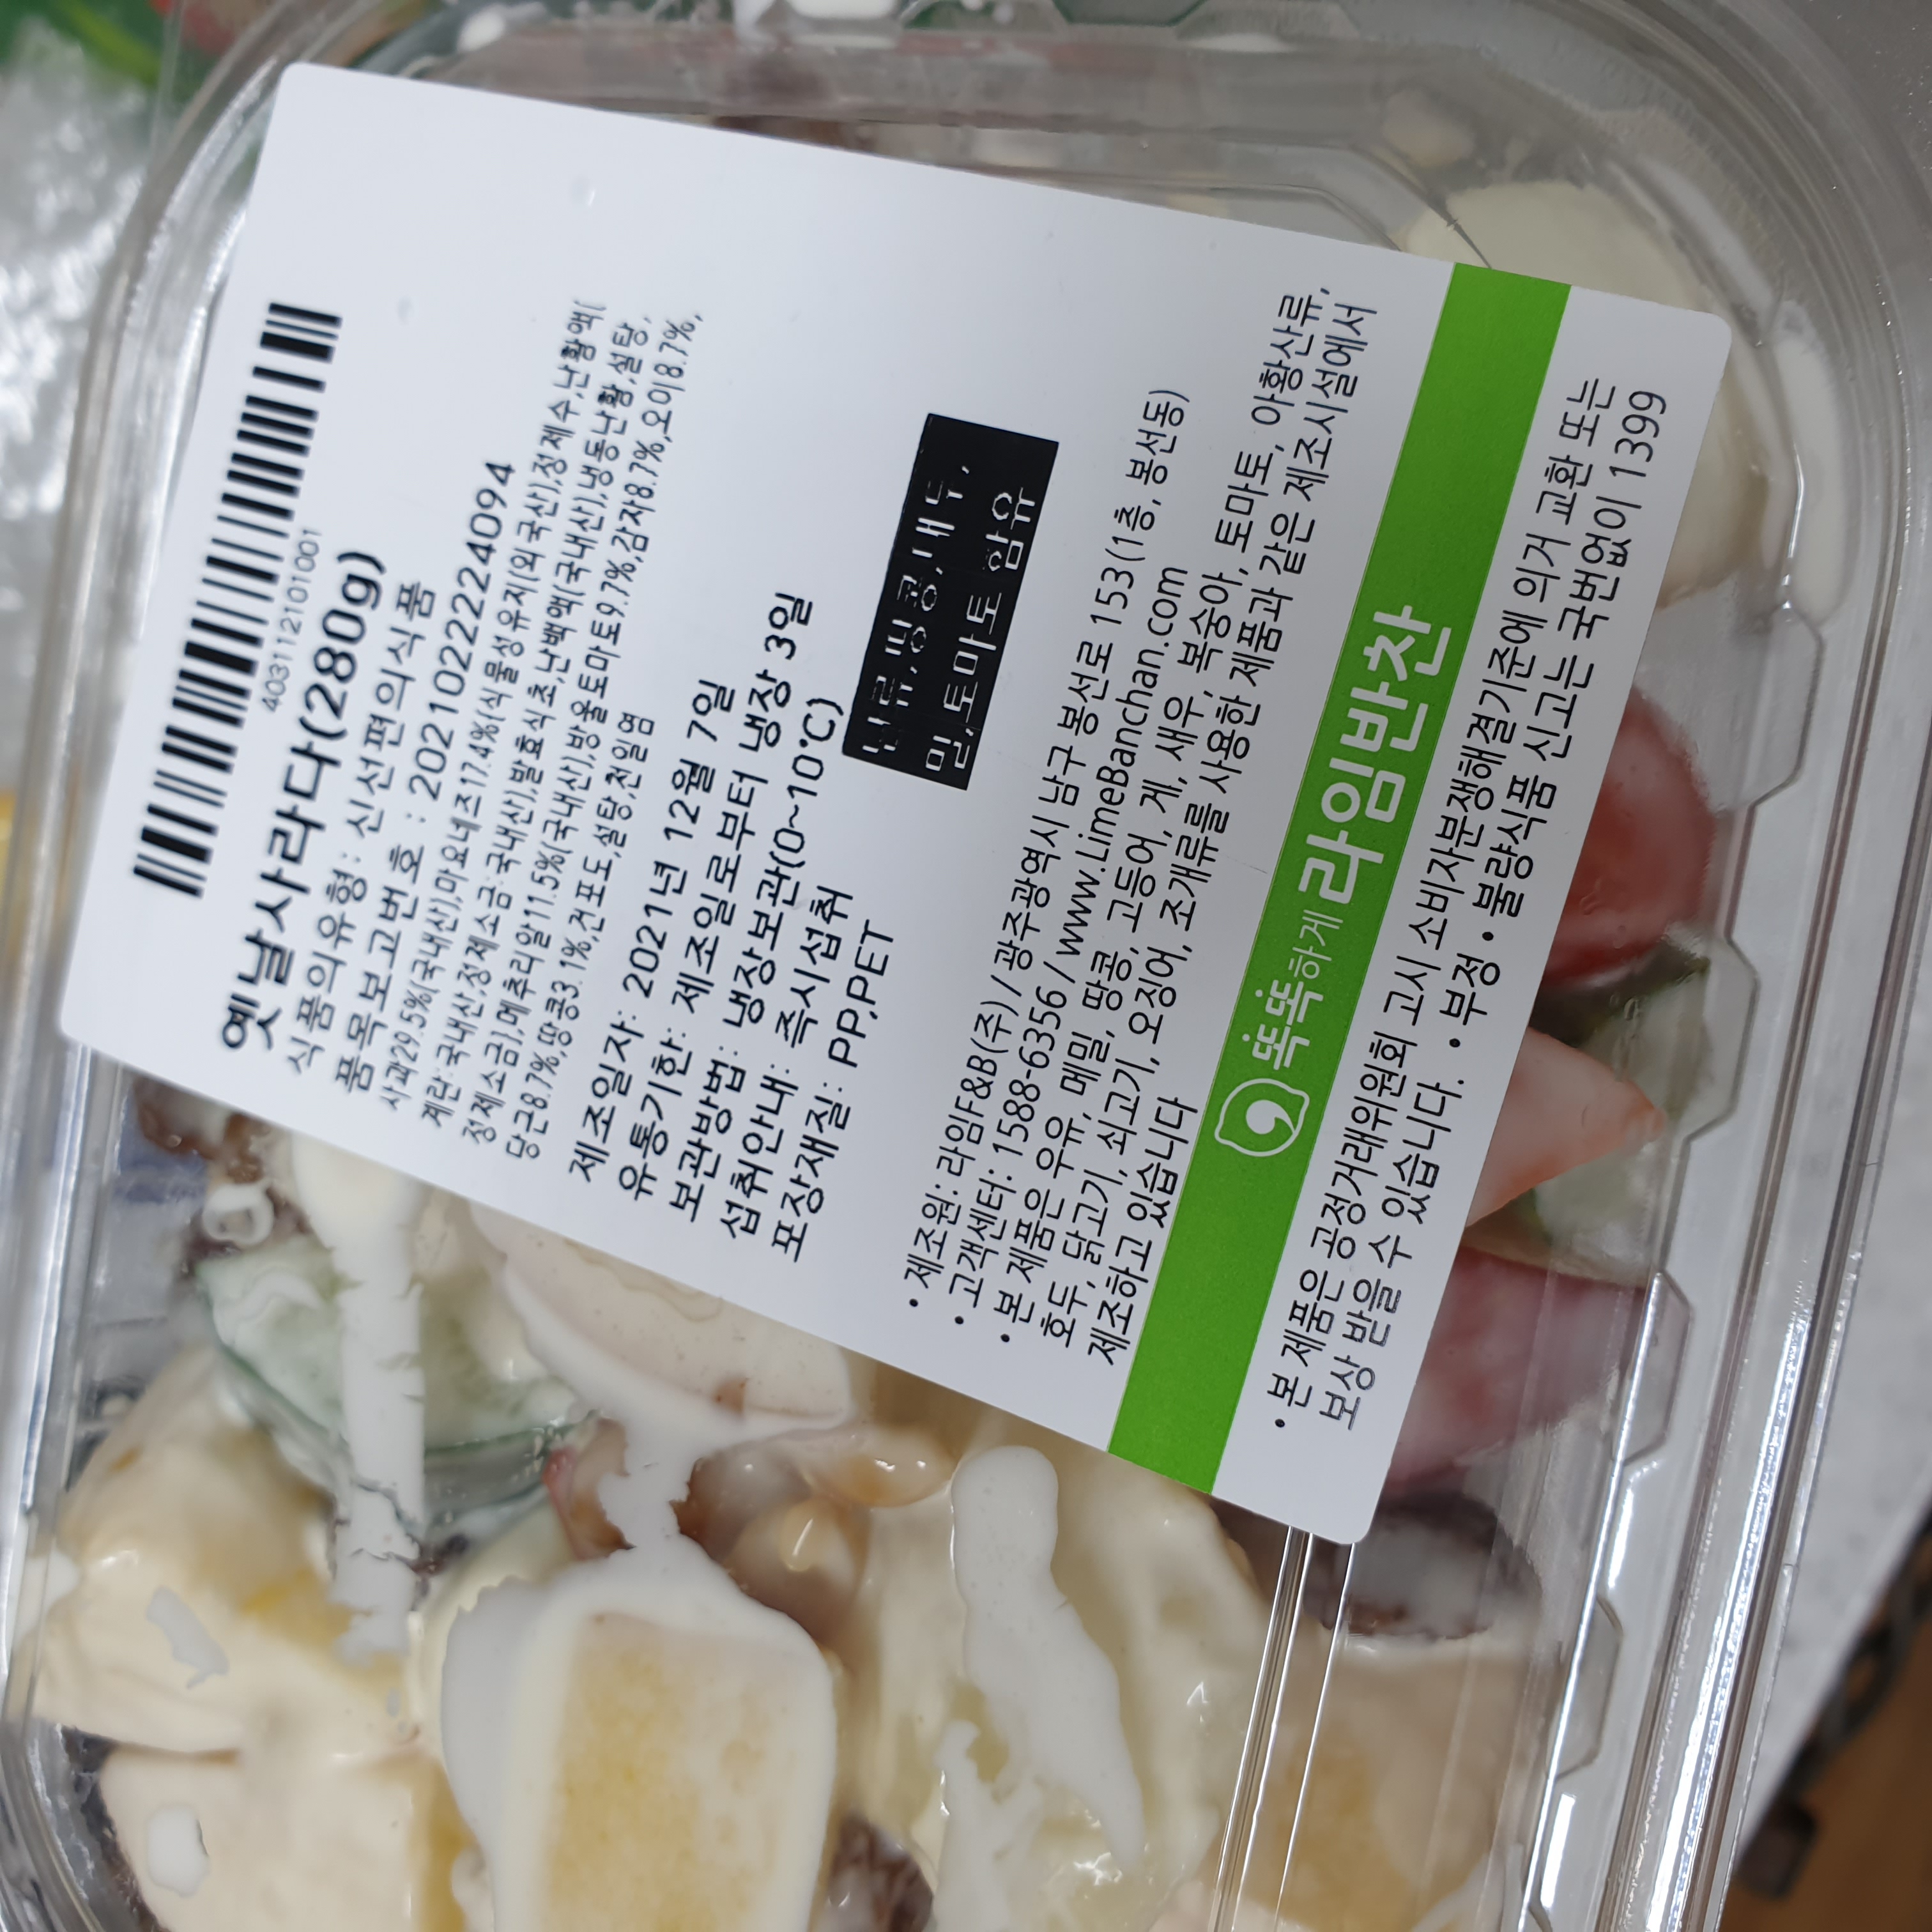 4031112101001
옛날사라다(280g)
식품의유형: 신선편의식품
품목보고번호 : 2021022224094
사과29.5%(국내산),마요네즈17.4%(식물성유지(외국산),정제수,난황액(
계란:국내산,정제소금:국내산),발효식초,난백액(국내산),냉동난황,설탕,
정제소금),메추리알11.5%(국내산),방울토마토9.7%,감자8.7%,오이8.7%,
당근8.7%,땅콩3.1%,건포도,설탕,천일염
제조일자: 2021년 12월 7일
유통기한: 제조일로부터 냉장 3일
보관방법: 냉장보관(0~10℃)
섭취안내: 즉시섭취
포장재질: PP,PET
난류,땅콩,대두,
밀,토마토 함유
• 제조원: 라임F&B(주) / 광주광역시 남구 봉선로 153(1층, 봉선동)
• 고객센터: 1588-6356 / www.LimeBanchan.com
• 본 제품은 우유, 메밀, 땅콩, 고등어, 게, 새우, 복숭아, 토마토, 아황산류,
호두, 닭고기, 쇠고기, 오징어, 조개류를 사용한 제품과 같은 제조시설에서
제조하고 있습니다
똑똑하게 라임반찬
• 본 제품은 공정거래위원회 고시 소비자분쟁해결기준에 의거 교환 또는
보상 받을 수 있습니다. • 부정 • 불량식품 신고는 국번없이 1399